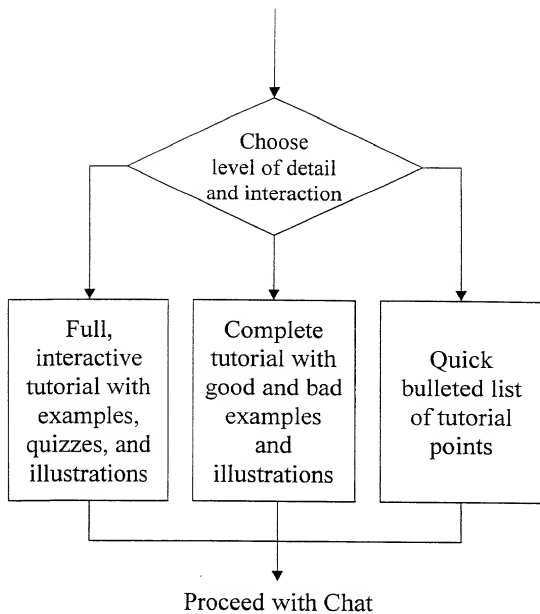 Choose
level of detail
and interaction
Full,
interactive
tutorial with
examples,
quizzes, and
illustrations
Complete
tutorial with
good and bad
examples
and
illustrations
Quick
bulleted list
of tutorial
points
Proceed with Chat